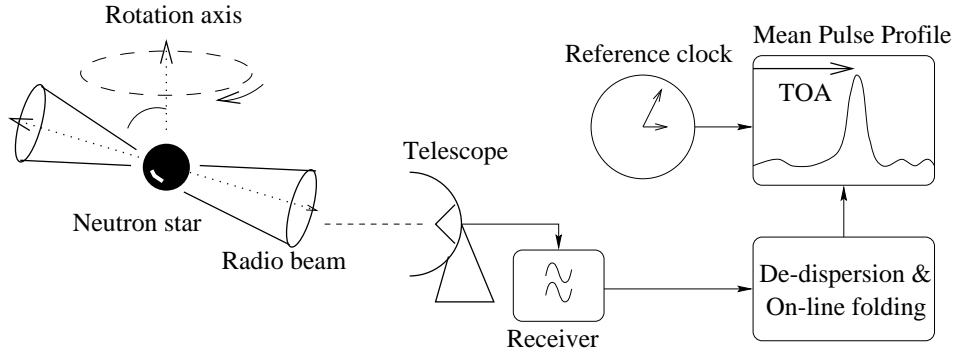 Rotation axis
Neutron star
Radio beam
Telescope
Receiver
Reference clock
Mean Pulse Profile
TOA
De-dispersion &
On-line folding